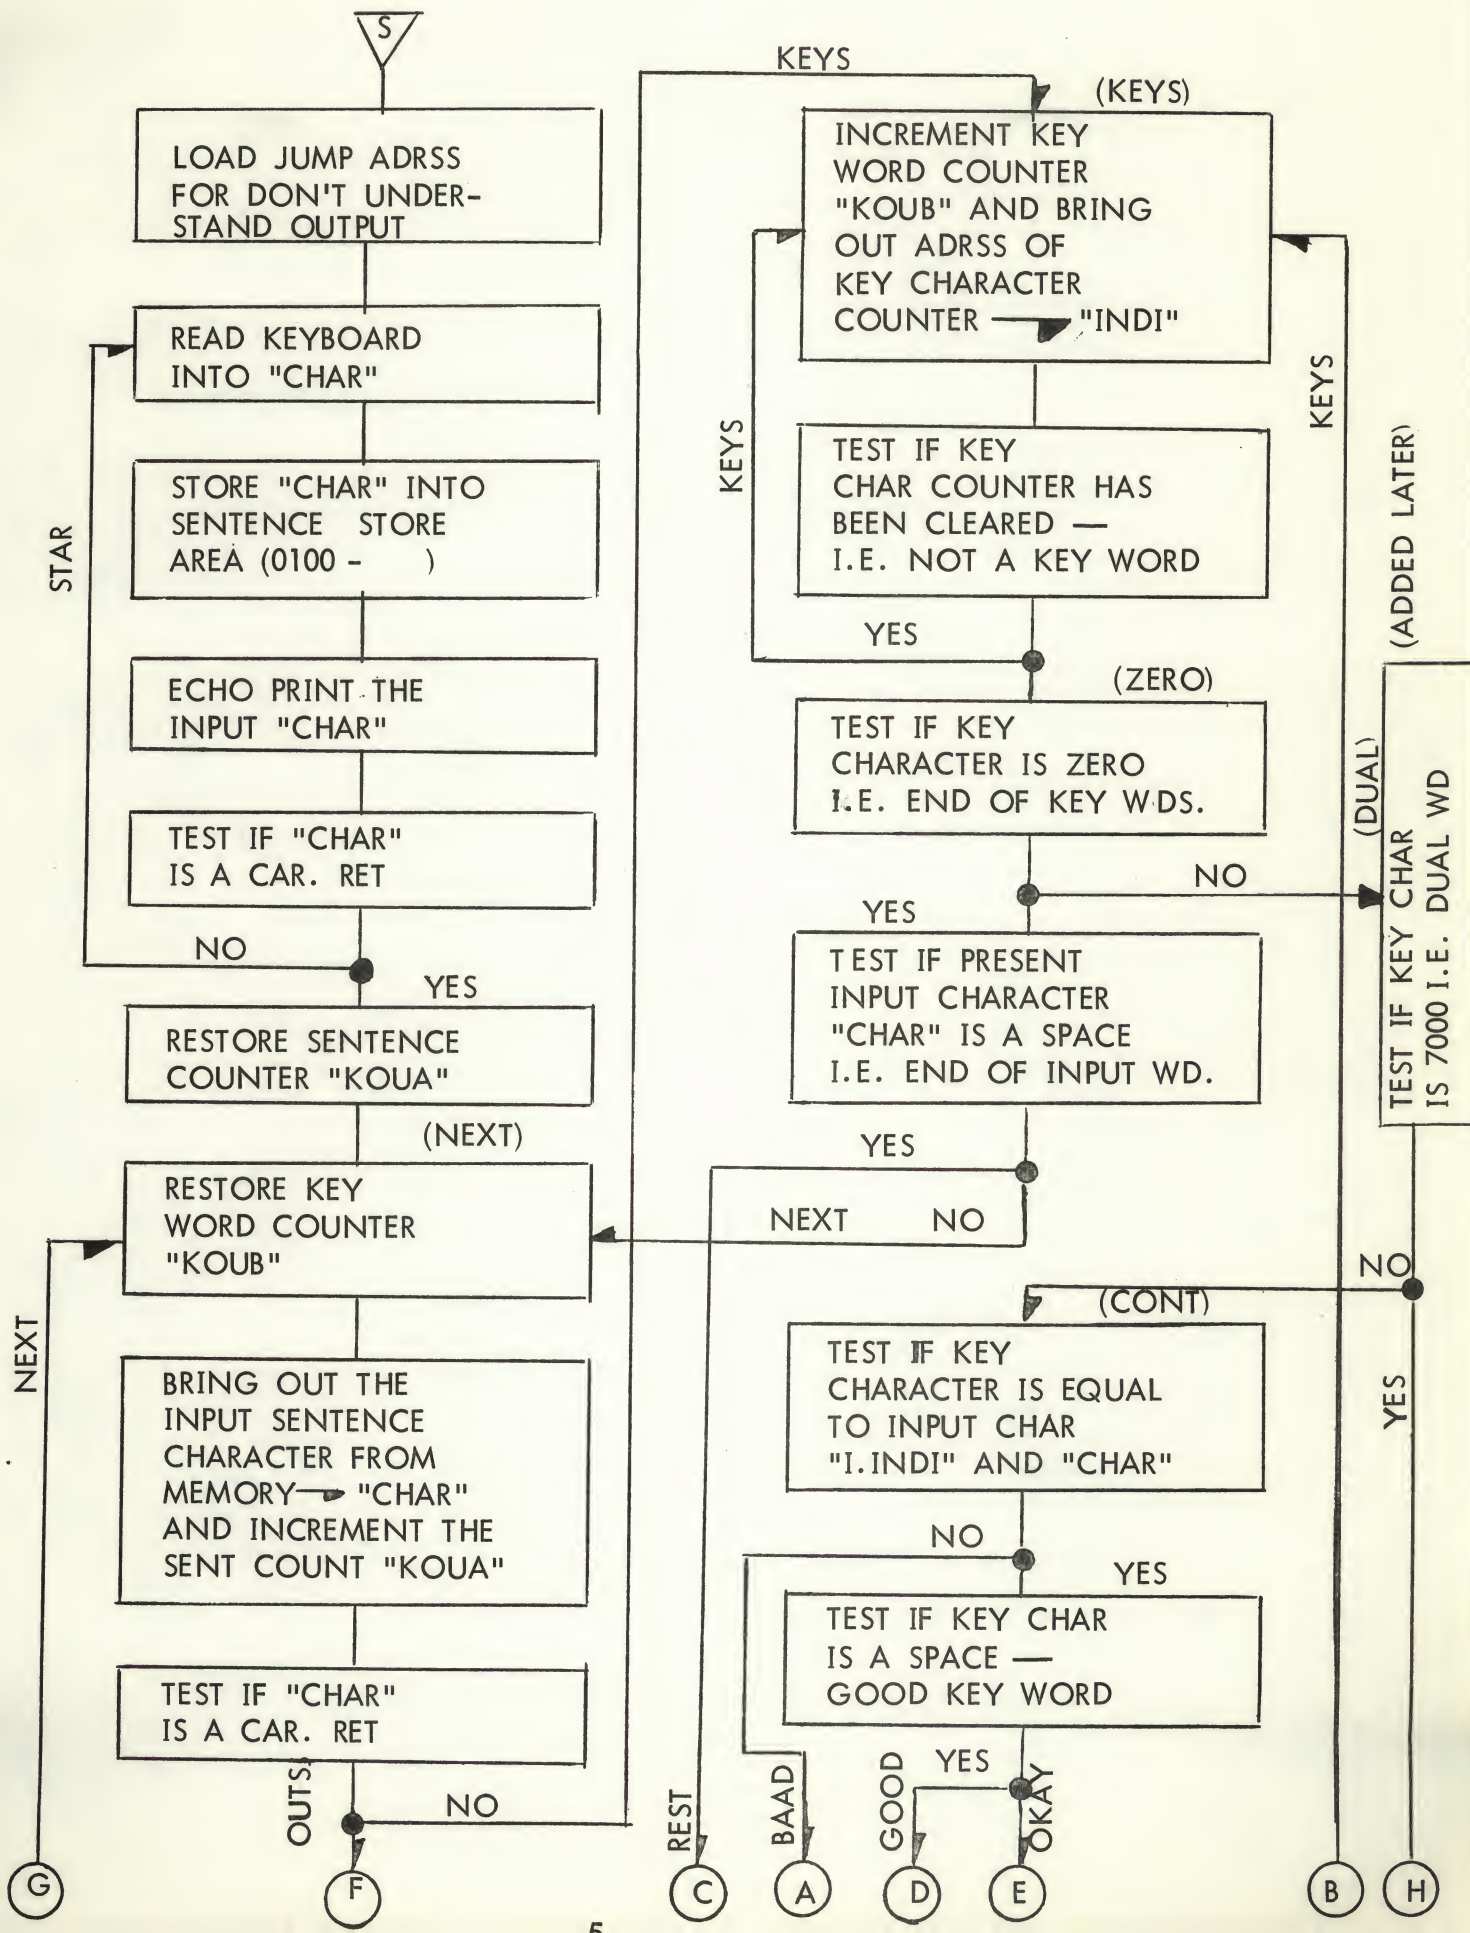 S
LOAD JUMP ADRSS
FOR DON'T UNDER-
STAND OUTPUT
READ KEYBOARD
INTO "CHAR"
STORE "CHAR" INTO
SENTENCE STORE
AREA (0100 -     )
STAR
ECHO PRINT THE
INPUT "CHAR"
TEST IF "CHAR"
IS A CAR. RET
NO
YES
RESTORE SENTENCE
COUNTER "KOUA"
(NEXT)
RESTORE KEY
WORD COUNTER
"KOUB"
NEXT
BRING OUT THE
INPUT SENTENCE
CHARACTER FROM
MEMORY "CHAR"
AND INCREMENT THE
SENT COUNT "KOUA"
TEST IF "CHAR"
IS A CAR. RET
OUTS
NO
G
F
KEYS
(KEYS)
INCREMENT KEY
WORD COUNTER
"KOUB" AND BRING
OUT ADRSS OF
KEY CHARACTER
COUNTER "INDI"
KEYS
KEYS
TEST IF KEY
CHAR COUNTER HAS
BEEN CLEARED —
I.E. NOT A KEY WORD
YES
(ZERO)
TEST IF KEY
CHARACTER IS ZERO
I.E. END OF KEY WDS.
NO
YES
TEST IF PRESENT
INPUT CHARACTER
"CHAR" IS A SPACE
I.E. END OF INPUT WD.
YES
NEXT NO
(ADDED LATER)
(DUAL)
TEST IF KEY CHAR
IS 7000 I.E. DUAL WD
NO
YES
(CONT)
TEST IF KEY
CHARACTER IS EQUAL
TO INPUT CHAR
"I.INDI" AND "CHAR"
NO
YES
TEST IF KEY CHAR
IS A SPACE —
GOOD KEY WORD
YES
REST
BAAD
GOOD
OKAY
C
A
D
E
B
H
5